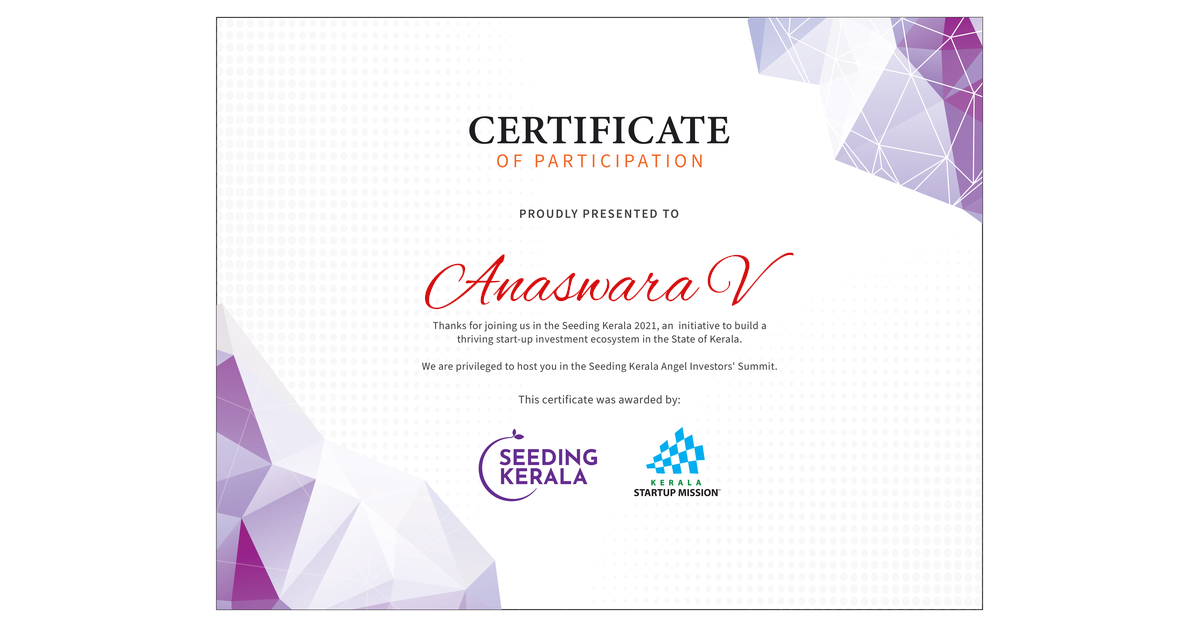 CERTIFICATE
OF PARTICIPATION
PROUDLY PRESENTED TO
Anaswara V
Thanks for joining us in the Seeding Kerala 2021, an initiative to build a
thriving start-up investment ecosystem in the State of Kerala.
We are privileged to host you in the Seeding Kerala Angel Investors' Summit.
This certificate was awarded by:
SEEDING
KERALA
KERALA
STARTUP MISSION